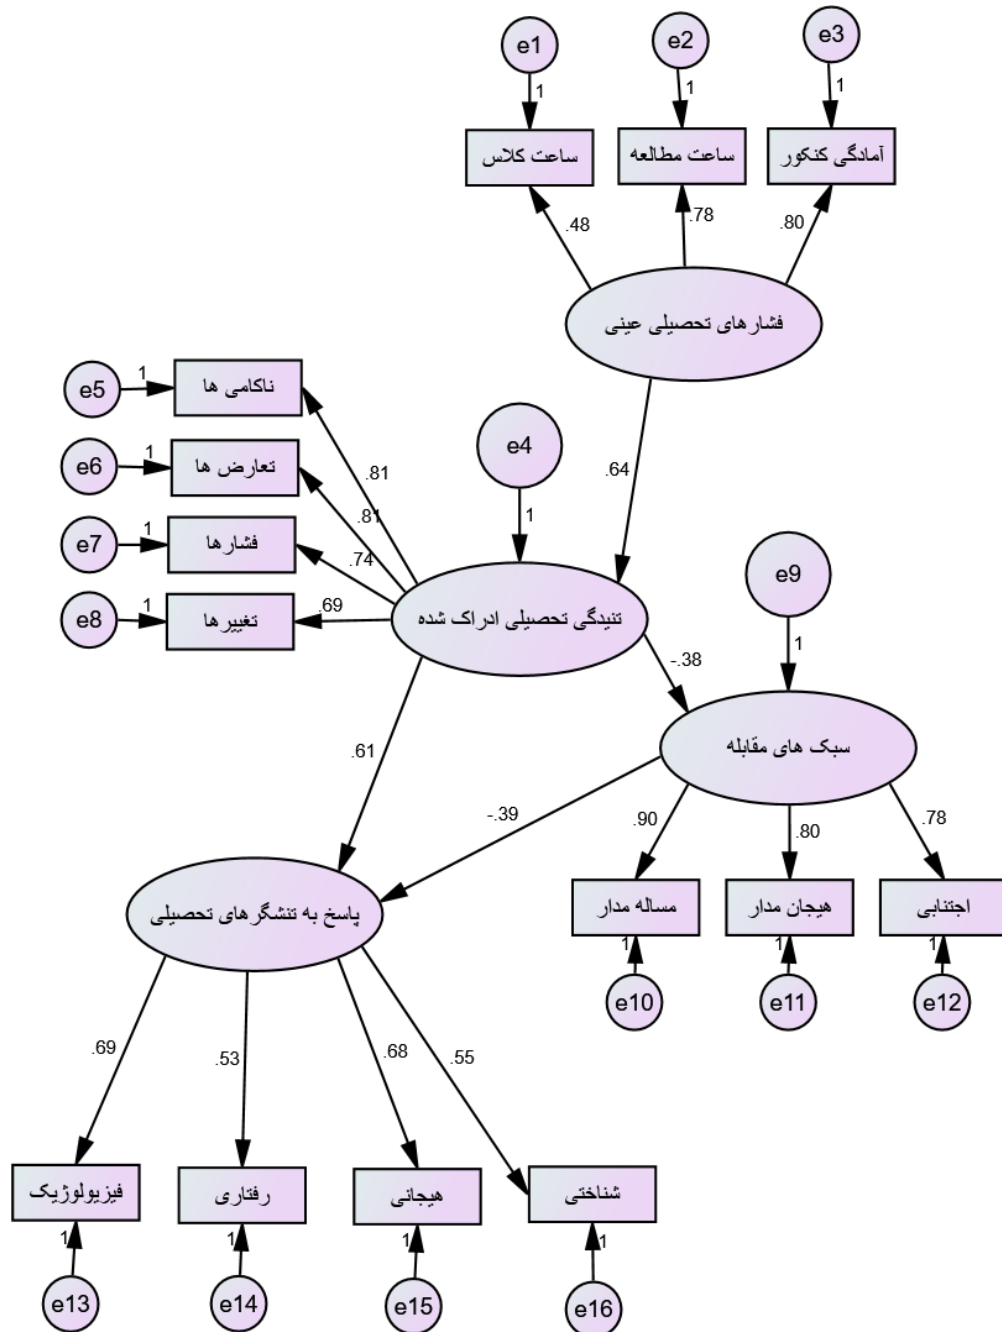 e1
e2
e3
1
1
1
ساعت کلاس
ساعت مطالعه
آمادگی کنکور
.48
.78
.80
فشارهای تحصیلی عینی
e5
1
ناکامی ها
e4
e6
1
تعارض ها
.81
.64
.81
1
e7
1
فشارها
.74
e9
e8
1
تغییرها
.69
تنیدگی تحصیلی ادراک شده
1
-.38
سبک های مقابله
.61
-.39
.90
.80
.78
پاسخ به تنشگرهای تحصیلی
مساله مدار
هیجان مدار
اجتنابی
1
1
1
e10
e11
e12
.69
.53
.68
.55
فیزیولوژیک
رفتاری
هیجانی
شناختی
1
1
1
1
e13
e14
e15
e16